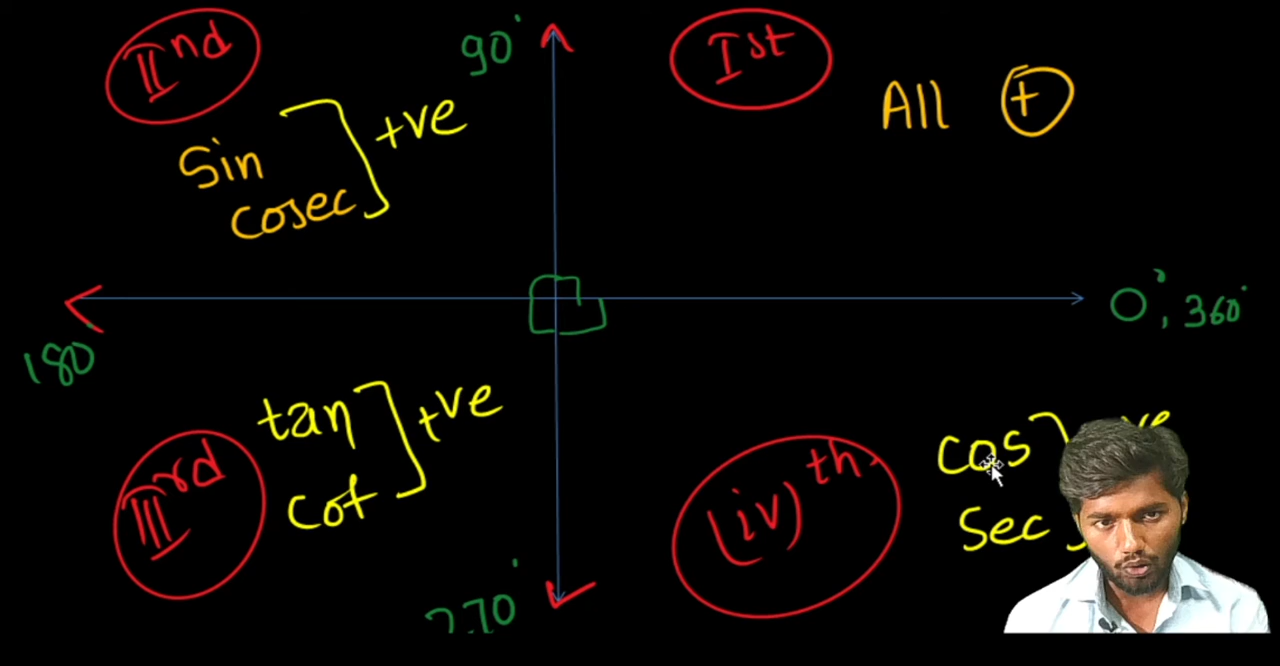 IInd
90°
Ist
All +
Sin
cosec
+ve
0°, 360°
180
tan
cot
+ve
IIIrd
(iv)th
cos
Sec
270°